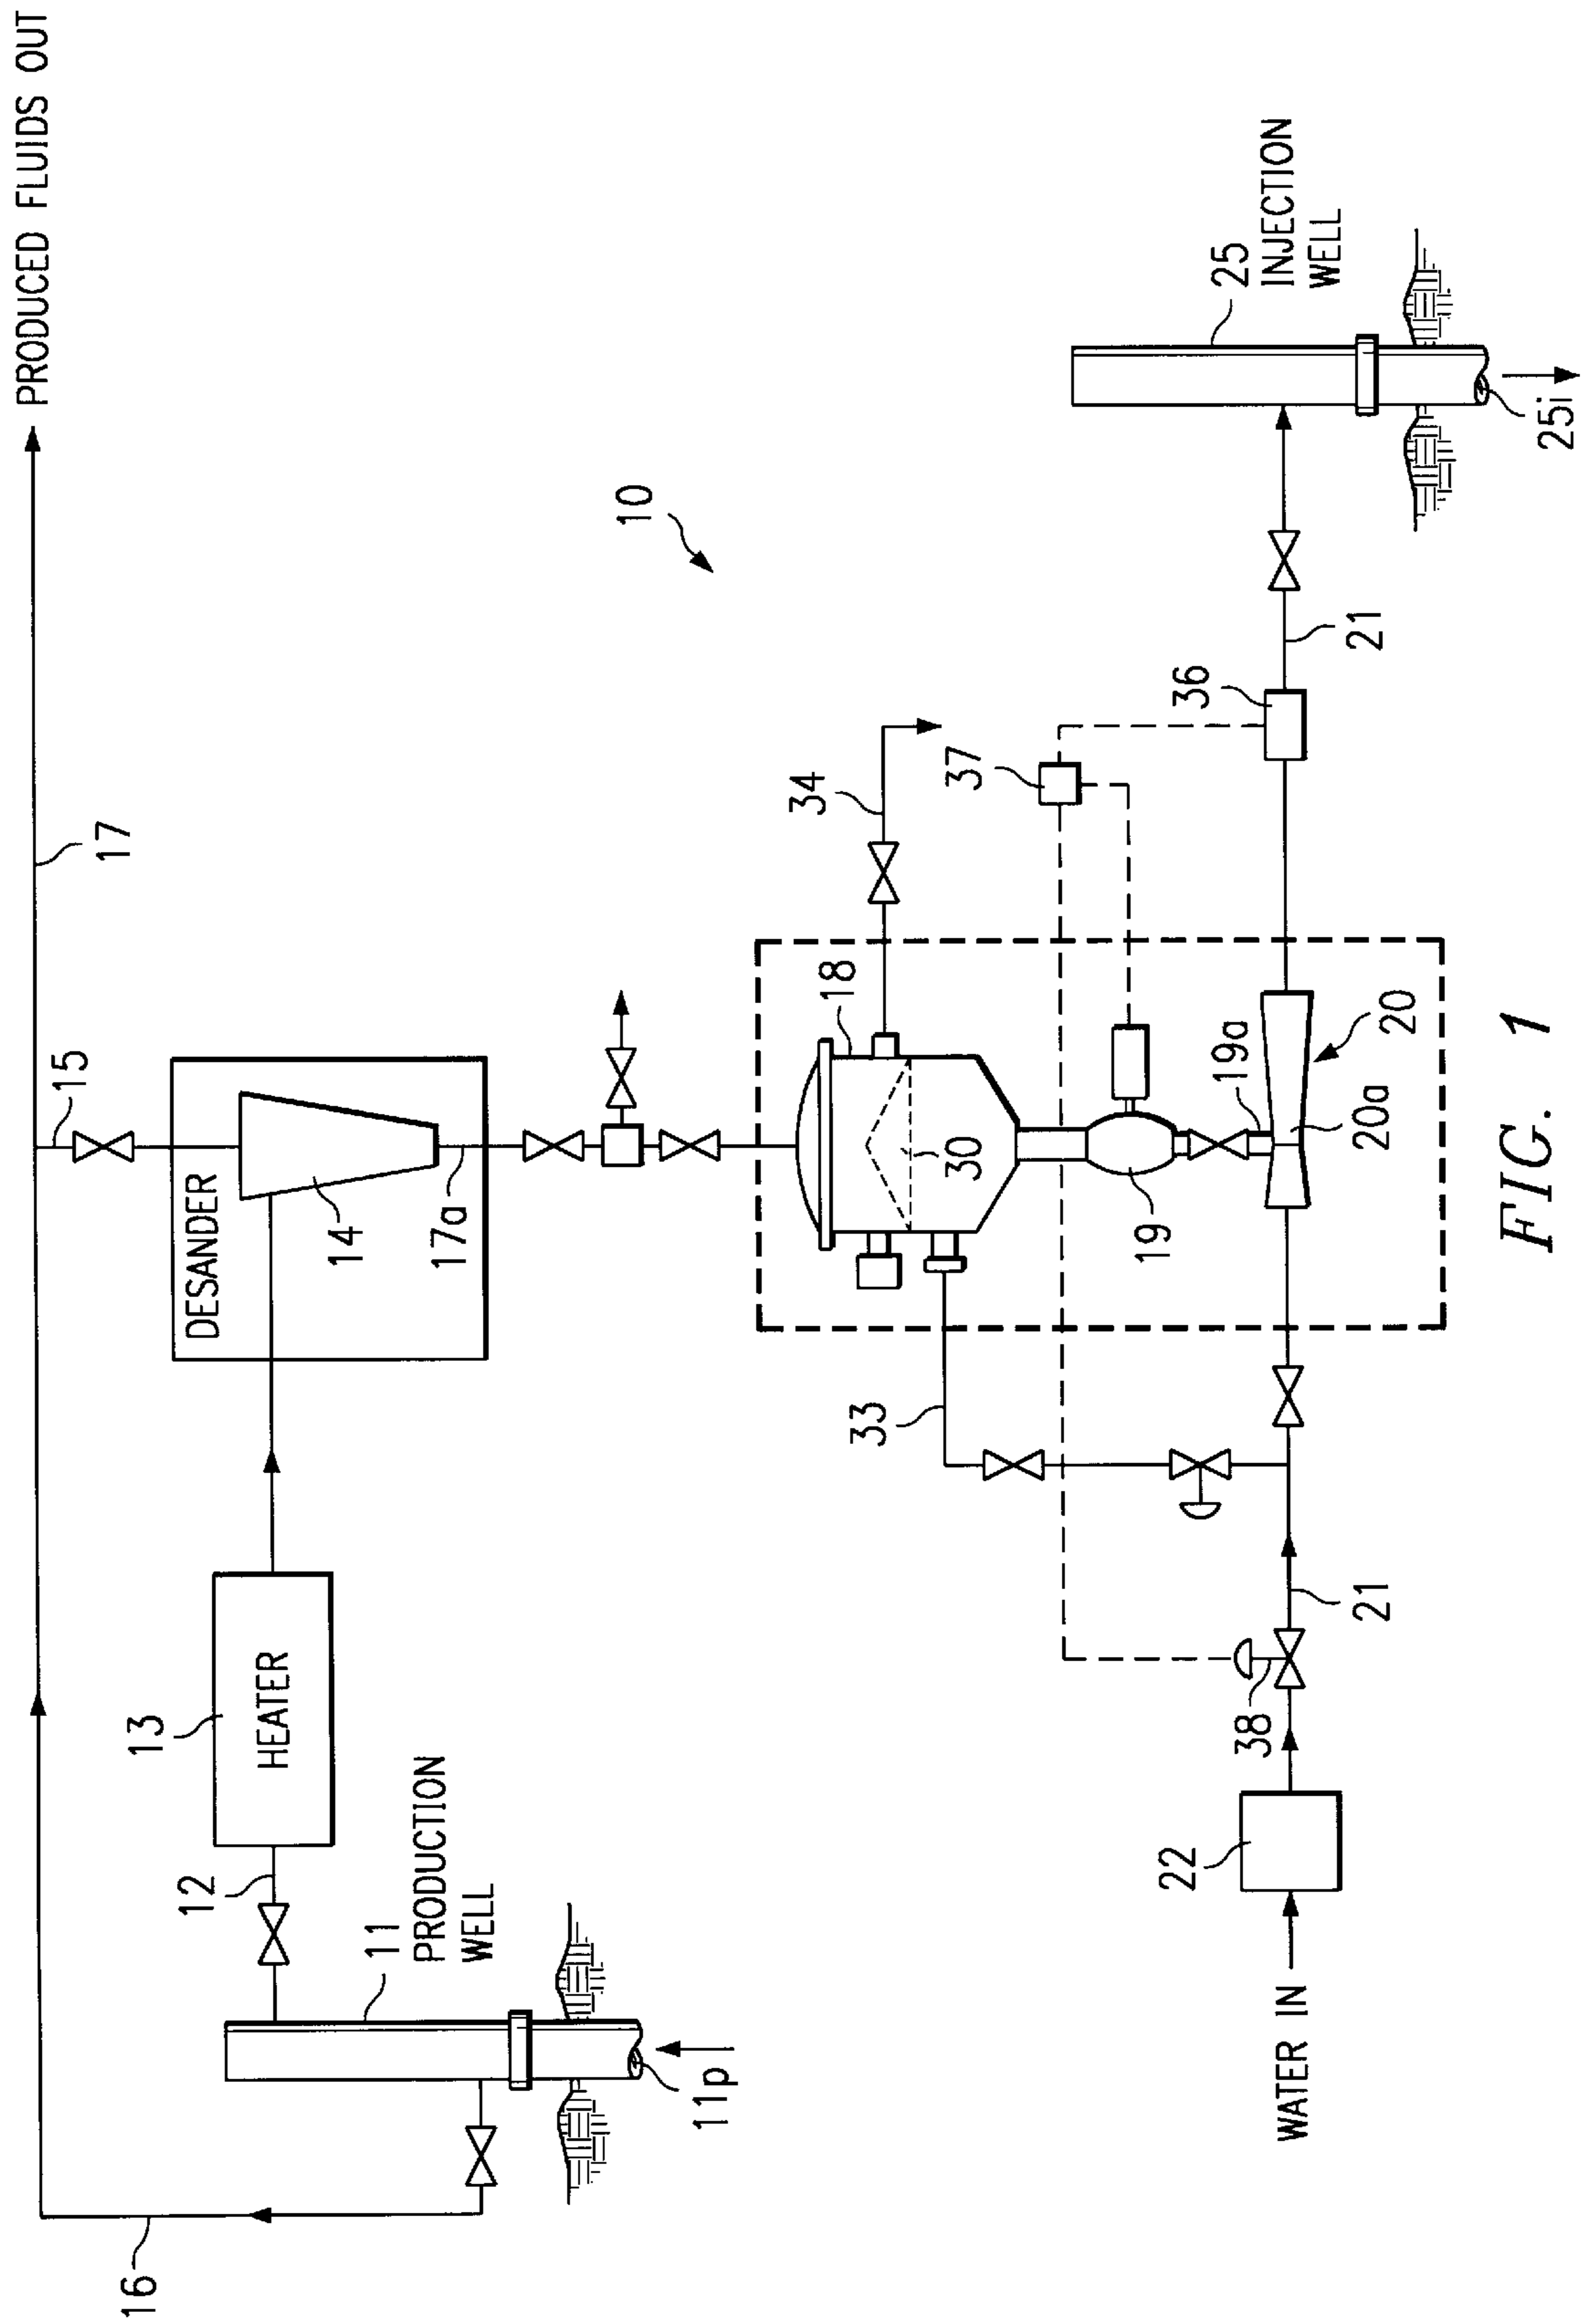 PRODUCED FLUIDS OUT
17
15
16
DESANDER
14
17a
13
HEATER
12
11
PRODUCTION
WELL
11p
10
34
18
30
33
37
36
19
19a
20
20a
21
21
38
22
WATER IN
25
INJECTION
WELL
25i
FIG. 1